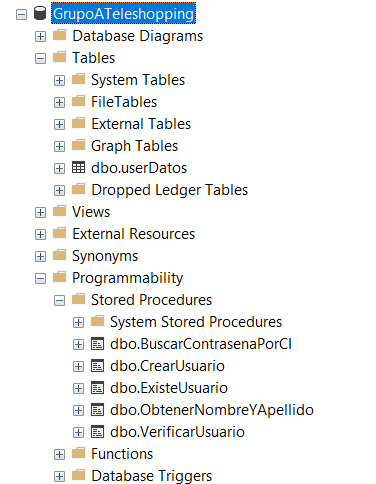 GrupoATeleshopping
Database Diagrams
Tables
System Tables
FileTables
External Tables
Graph Tables
dbo.userDatos
Dropped Ledger Tables
Views
External Resources
Synonyms
Programmability
Stored Procedures
System Stored Procedures
dbo.BuscarContrasenaPorCI
dbo.CrearUsuario
dbo.ExisteUsuario
dbo.ObtenerNombreYApellido
dbo.VerificarUsuario
Functions
Database Triggers